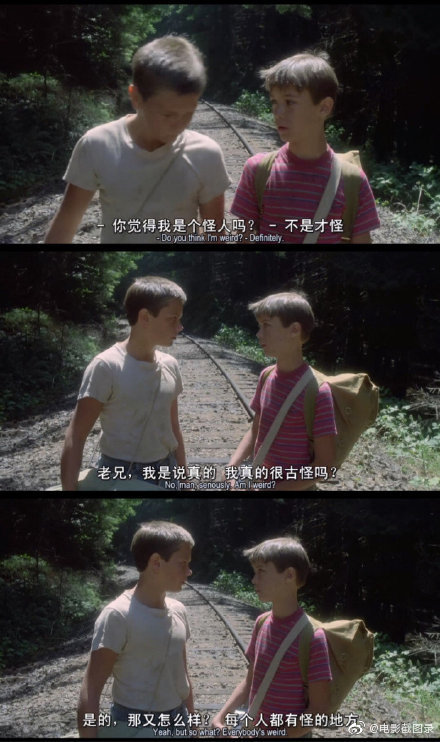 - 你觉得我是个怪人吗？ - 不是才怪
- Do you think I'm weird? - Definitely.
老兄，我是说真的 我真的很古怪吗？
No, man, seriously. Am I weird?
是的，那又怎么样？ 每个人都有怪的地方
Yeah, but so what? Everybody's weird.
@电影截图录